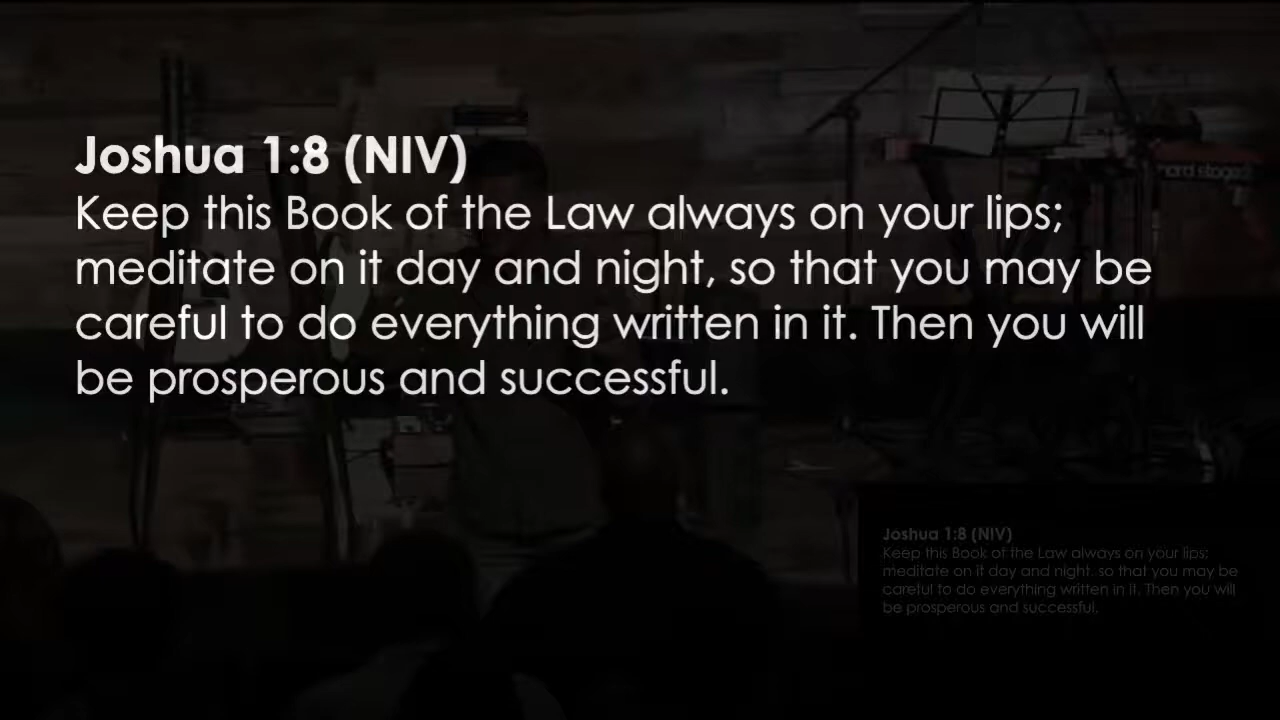 Joshua 1:8 (NIV)
Keep this Book of the Law always on your lips;
meditate on it day and night, so that you may be
careful to do everything written in it. Then you will
be prosperous and successful.
nord stage 2
Joshua 1:8 (NIV)
Keep this Book of the Law always on your lips;
meditate on it day and night, so that you may be
careful to do everything written in it. Then you will
be prosperous and successful.